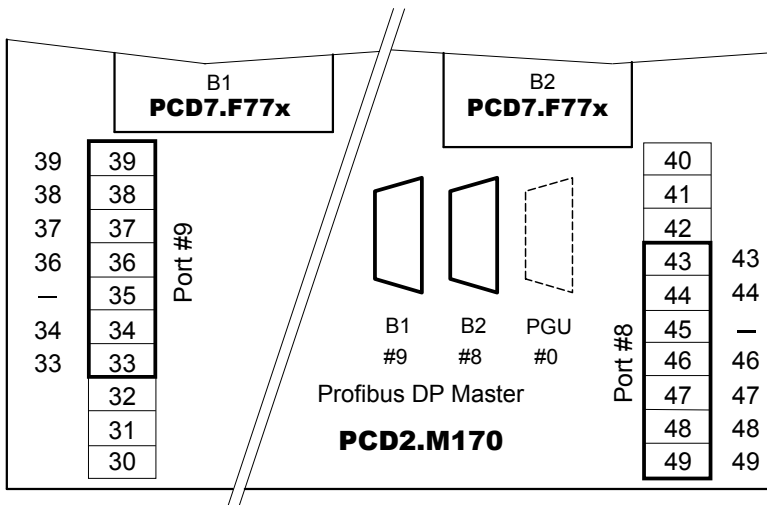 B1
PCD7.F77x
B2
PCD7.F77x
39 39
38 38
37 37
36 36
— 35
34 34
33 33
32
31
30
Port #9
B1 B2 PGU
#9 #8 #0
Profibus DP Master
PCD2.M170
Port #8
40
41
42
43 43
44 44
45 —
46 46
47 47
48 48
49 49